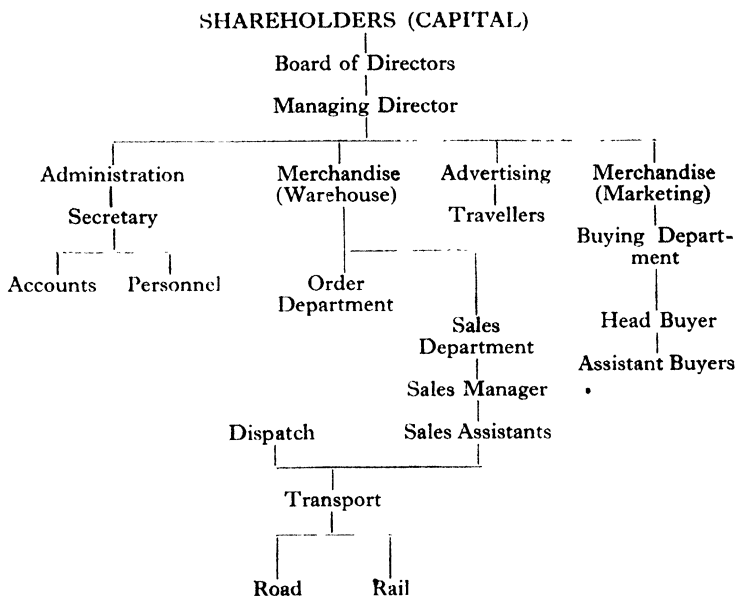 SHAREHOLDERS (CAPITAL)
Board of Directors
Managing Director
Administration
Merchandise
(Warehouse)
Advertising
Merchandise
(Marketing)
Secretary
Travellers
Buying Depart-
ment
Accounts
Personnel
Order
Department
Sales
Department
Head Buyer
Assistant Buyers
Sales Manager
Dispatch
Sales Assistants
Transport
Road
Rail